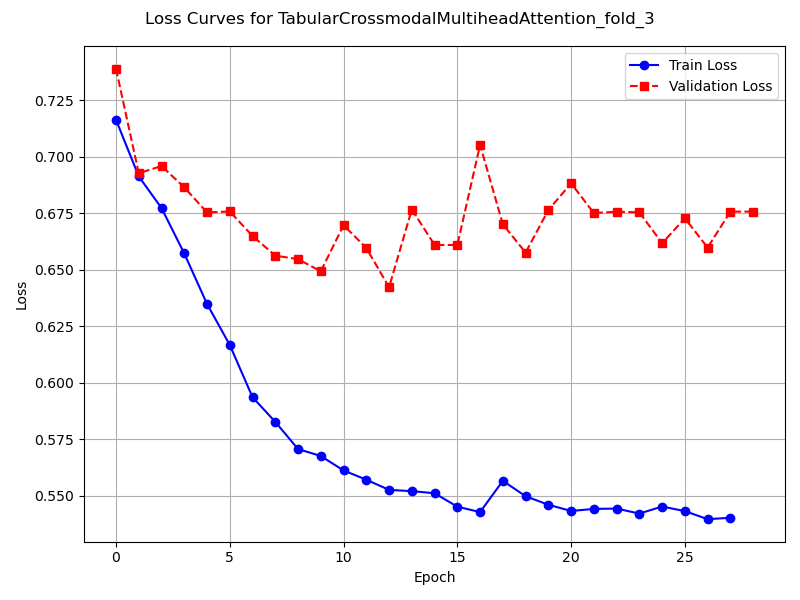 Loss Curves for TabularCrossmodalMultiheadAttention_fold_3
Train Loss
Validation Loss
0.725
0.700
0.675
0.650
0.625
0.600
0.575
0.550
Loss
0 5 10 15 20 25
Epoch